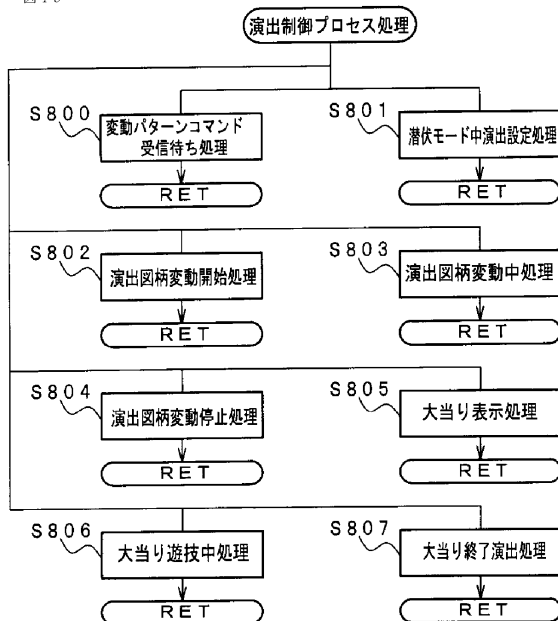 演出制御プロセス処理
S800
変動パターンコマンド
受信待ち処理
RET
S801
潜伏モード中演出設定処理
RET
S802
演出図柄変動開始処理
RET
S803
演出図柄変動中処理
RET
S804
演出図柄変動停止処理
RET
S805
大当り表示処理
RET
S806
大当り遊技中処理
RET
S807
大当り終了演出処理
RET